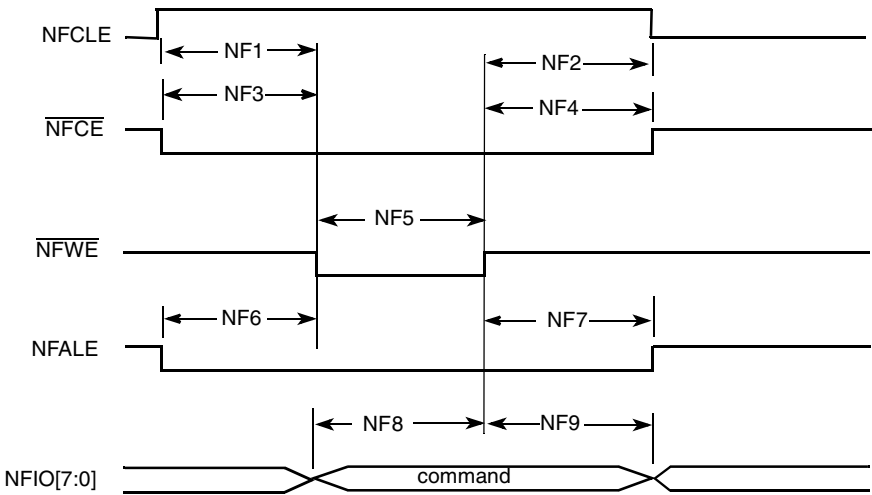 NFCLE
NF1
NF2
NF3
NF4
NFCE
NF5
NFWE
NF6
NF7
NFALE
NF8
NF9
NFIO[7:0]
command